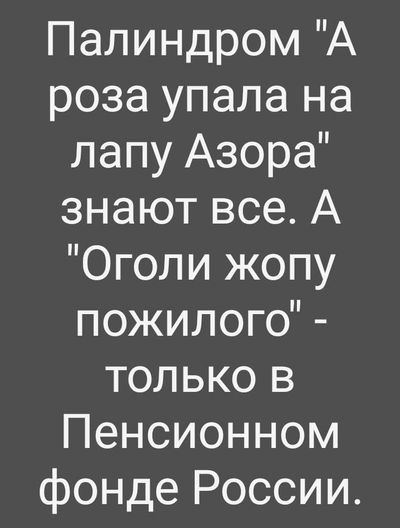 Палиндром "А
роза упала на
лапу Азора"
знают все. А
"Оголи жопу
пожилого" -
только в
Пенсионном
фонде России.